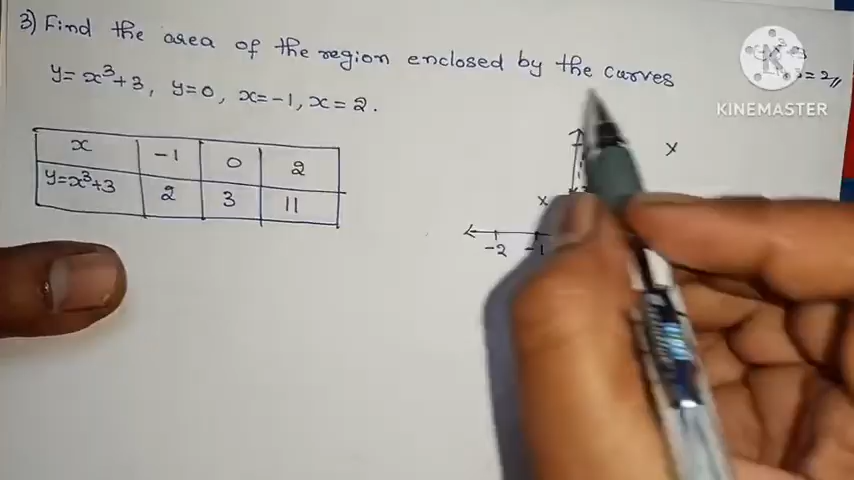 3) Find the area of the region enclosed by the curves
y=x³+3, y=0, x=-1, x=2.
x -1 0 2
y=x³+3 2 3 11
x
x
-2 -1
K
KINEMASTER